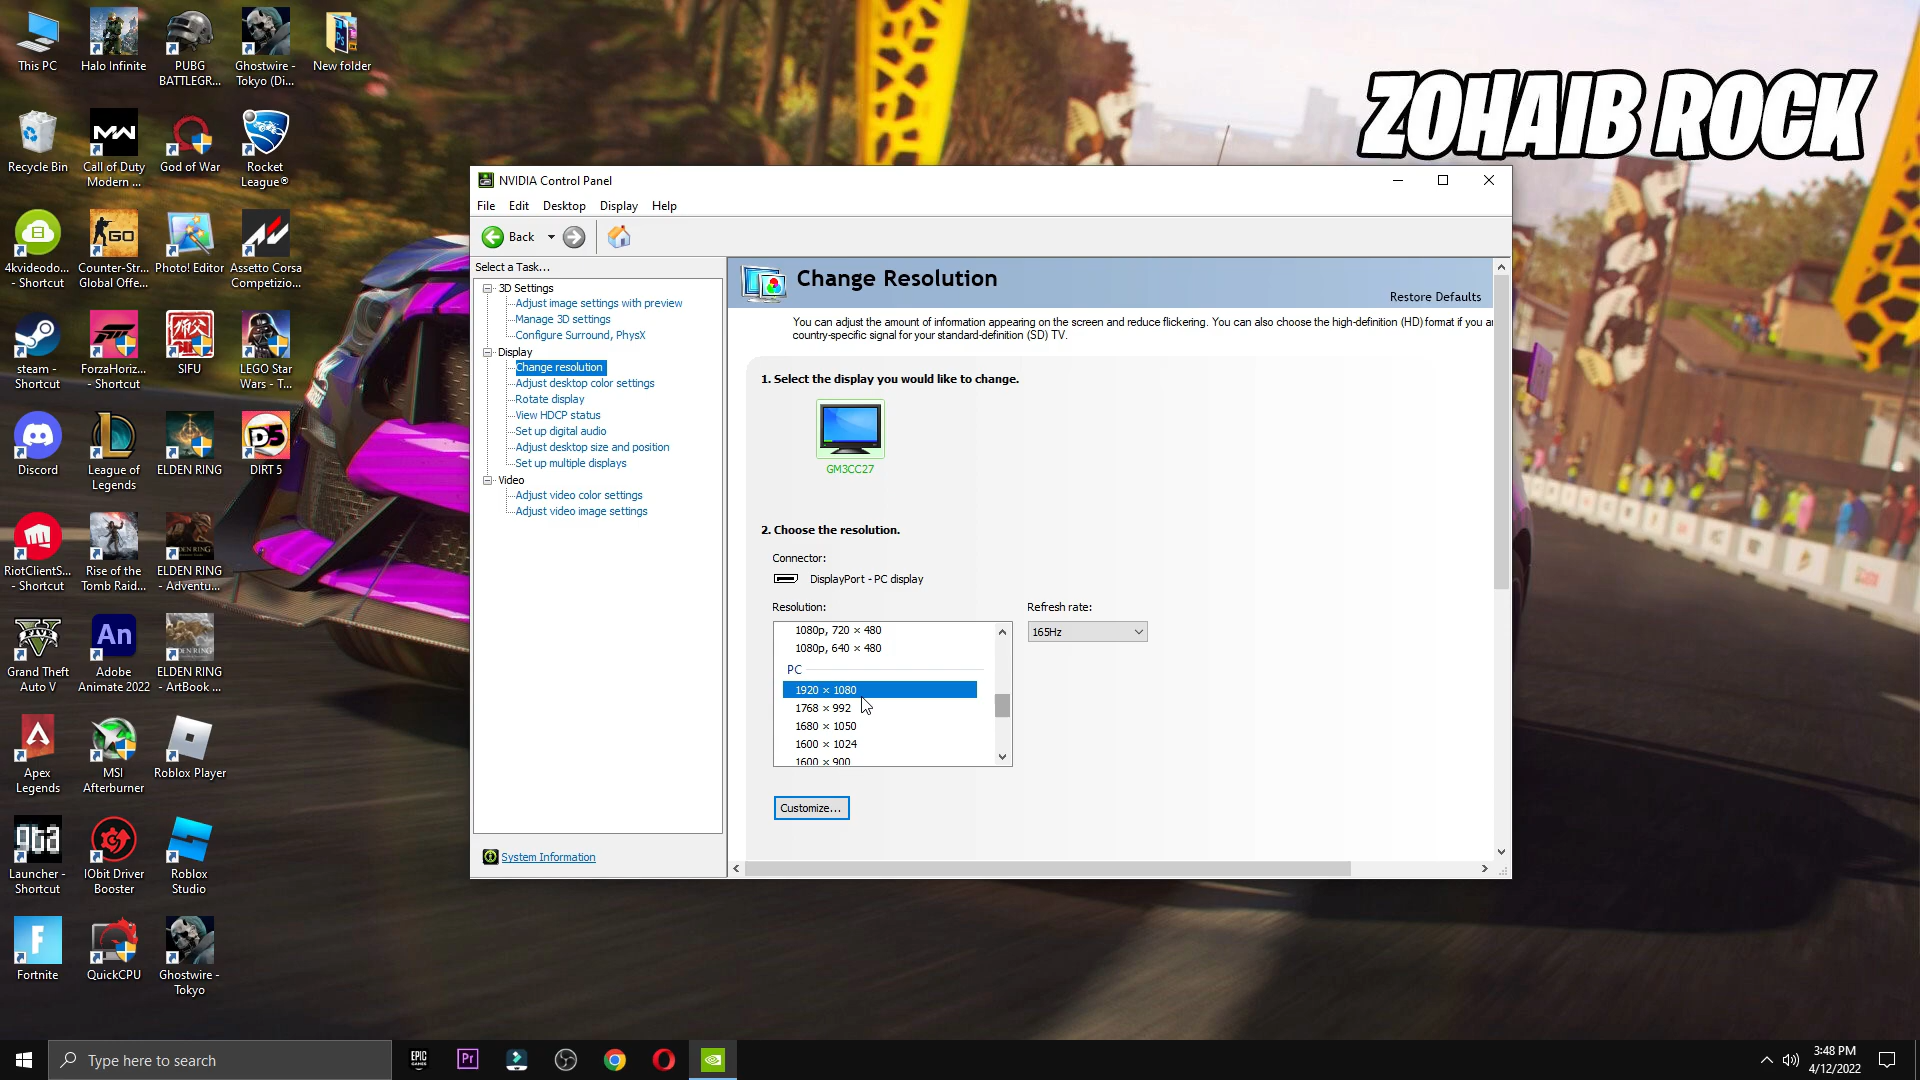 This PC
Halo Infinite
PUBG
BATTLEGR...
Ghostwire -
Tokyo (Di...
New folder
Recycle Bin
Call of Duty
Modern ...
God of War
Rocket
League®
4kvideodo...
- Shortcut
Counter-Str...
Global Offe...
Photo! Editor
Assetto Corsa
Competizio...
steam -
Shortcut
ForzaHoriz...
- Shortcut
SIFU
LEGO Star
Wars - T...
Discord
League of
Legends
ELDEN RING
DIRT 5
RiotClientS...
- Shortcut
Rise of the
Tomb Raid...
ELDEN RING
- Adventu...
Grand Theft
Auto V
Adobe
Animate 2022
ELDEN RING
- ArtBook ...
Apex
Legends
MSI
Afterburner
Roblox Player
Launcher -
Shortcut
IObit Driver
Booster
Roblox
Studio
Fortnite
QuickCPU
Ghostwire -
Tokyo
ZOHAIB ROCK
NVIDIA Control Panel
File Edit Desktop Display Help
Back
Select a Task...
3D Settings
Adjust image settings with preview
Manage 3D settings
Configure Surround, PhysX
Display
Change resolution
Adjust desktop color settings
Rotate display
View HDCP status
Set up digital audio
Adjust desktop size and position
Set up multiple displays
Video
Adjust video color settings
Adjust video image settings
System Information
Change Resolution
Restore Defaults
You can adjust the amount of information appearing on the screen and reduce flickering. You can also choose the high-definition (HD) format if you ar
country-specific signal for your standard-definition (SD) TV.
1. Select the display you would like to change.
GM3CC27
2. Choose the resolution.
Connector:
DisplayPort - PC display
Resolution:
Refresh rate:
1080p, 720 × 480
165Hz
1080p, 640 × 480
PC
1920 × 1080
1768 × 992
1680 × 1050
1600 × 1024
1600 × 900
Customize...
Type here to search
EPIC
GAMES
Pr
3:48 PM
4/12/2022
MW
GO
FIVE
An
gta
F
D5